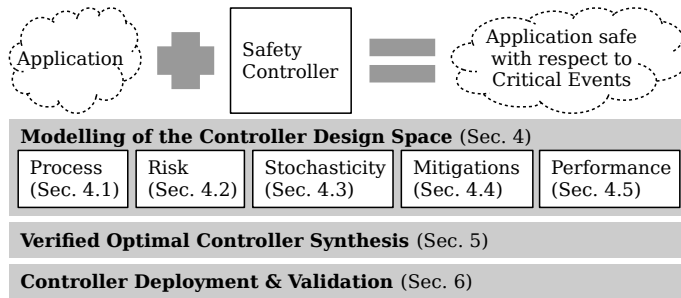 Application
Safety
Controller
Application safe
with respect to
Critical Events
Modelling of the Controller Design Space (Sec. 4)
Process
(Sec. 4.1)
Risk
(Sec. 4.2)
Stochasticity
(Sec. 4.3)
Mitigations
(Sec. 4.4)
Performance
(Sec. 4.5)
Verified Optimal Controller Synthesis (Sec. 5)
Controller Deployment & Validation (Sec. 6)